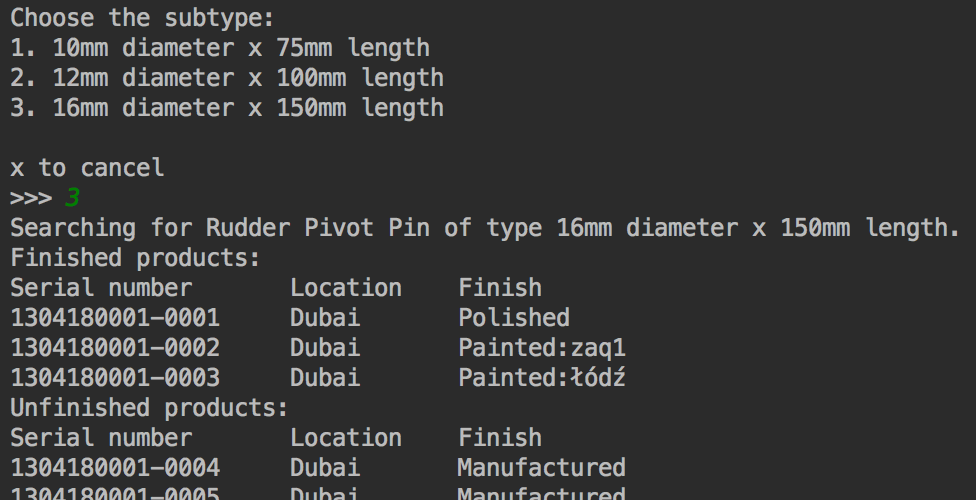 Choose the subtype:
1. 10mm diameter x 75mm length
2. 12mm diameter x 100mm length
3. 16mm diameter x 150mm length
x to cancel
>>> 3
Searching for Rudder Pivot Pin of type 16mm diameter x 150mm length.
Finished products:
Serial number Location Finish
1304180001-0001 Dubai Polished
1304180001-0002 Dubai Painted:zaq1
1304180001-0003 Dubai Painted:łódź
Unfinished products:
Serial number Location Finish
1304180001-0004 Dubai Manufactured
1304180001-0005 Dubai Manufactured